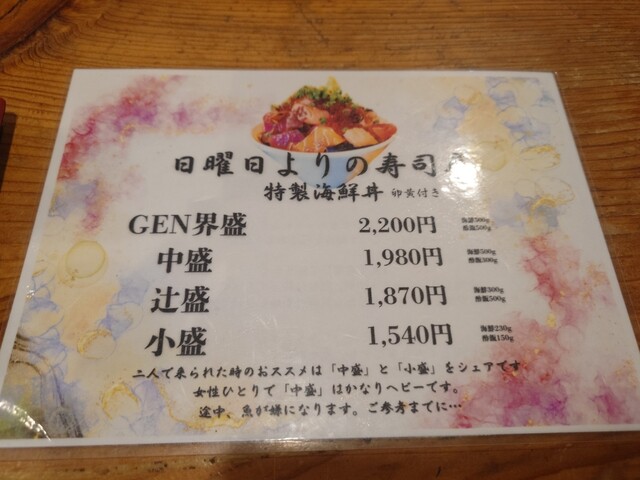 日曜日よりの寿司
特製海鮮丼 卵黄付き
GEN界盛 2,200円
海鮮500g
酢飯500g
中盛 1,980円
海鮮500g
酢飯300g
辻盛 1,870円
海鮮300g
酢飯500g
小盛 1,540円
海鮮230g
酢飯150g
二人で来られた時のおススメは「中盛」と「小盛」をシェアです
女性ひとりで「中盛」はかなりヘビーです。
途中、魚が嫌になります。ご参考までに…